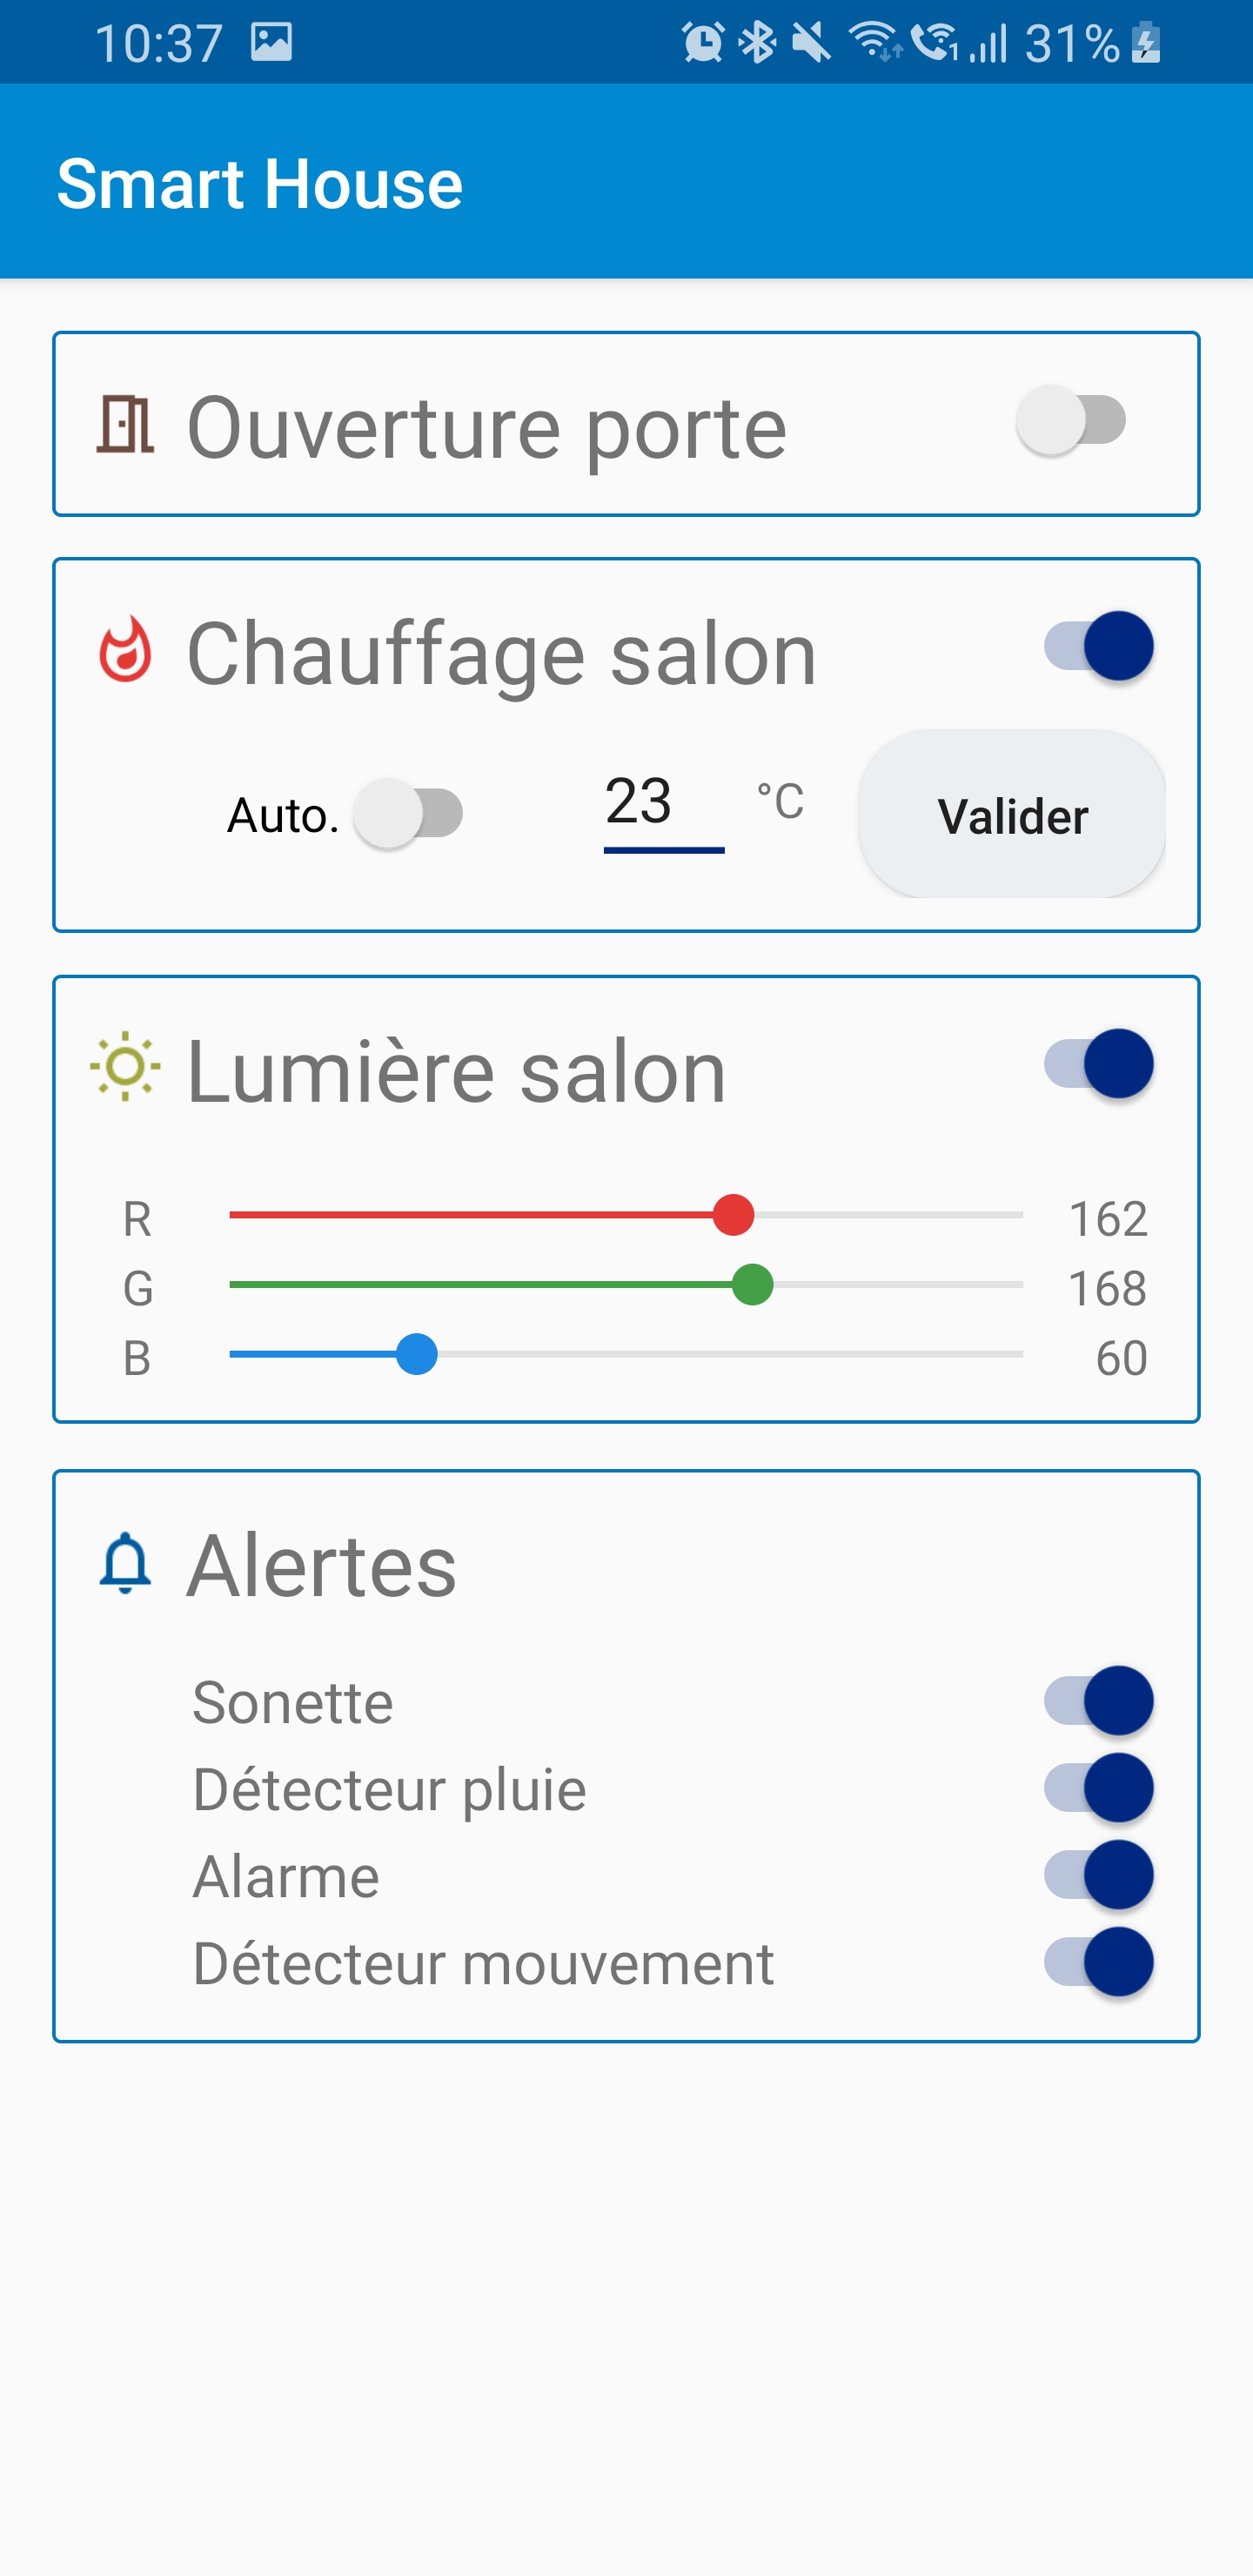 10:37 1 31%
Smart House
Ouverture porte
Chauffage salon
Auto. 23 °C Valider
Lumière salon
R 162
G 168
B 60
Alertes
Sonette
Détecteur pluie
Alarme
Détecteur mouvement